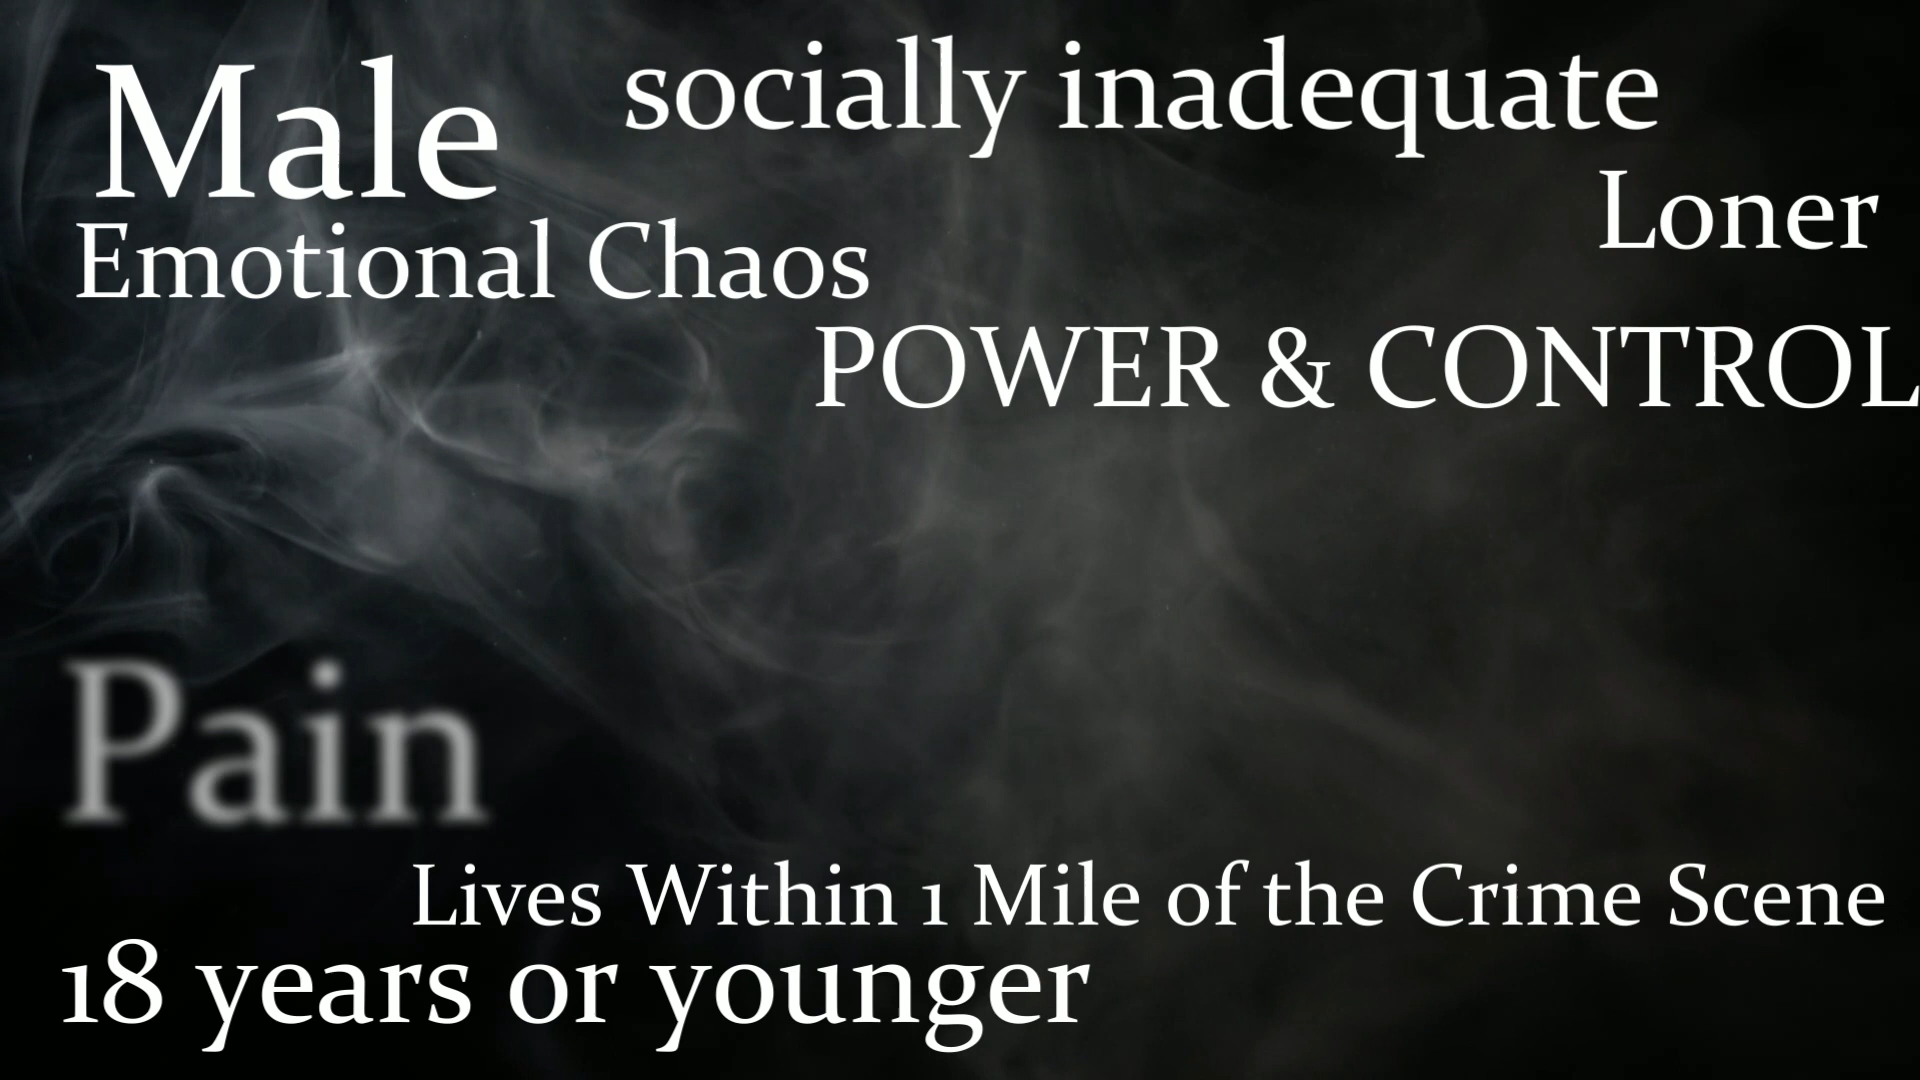 Male
socially inadequate
Loner
Emotional Chaos
POWER & CONTROL
Pain
Lives Within 1 Mile of the Crime Scene
18 years or younger